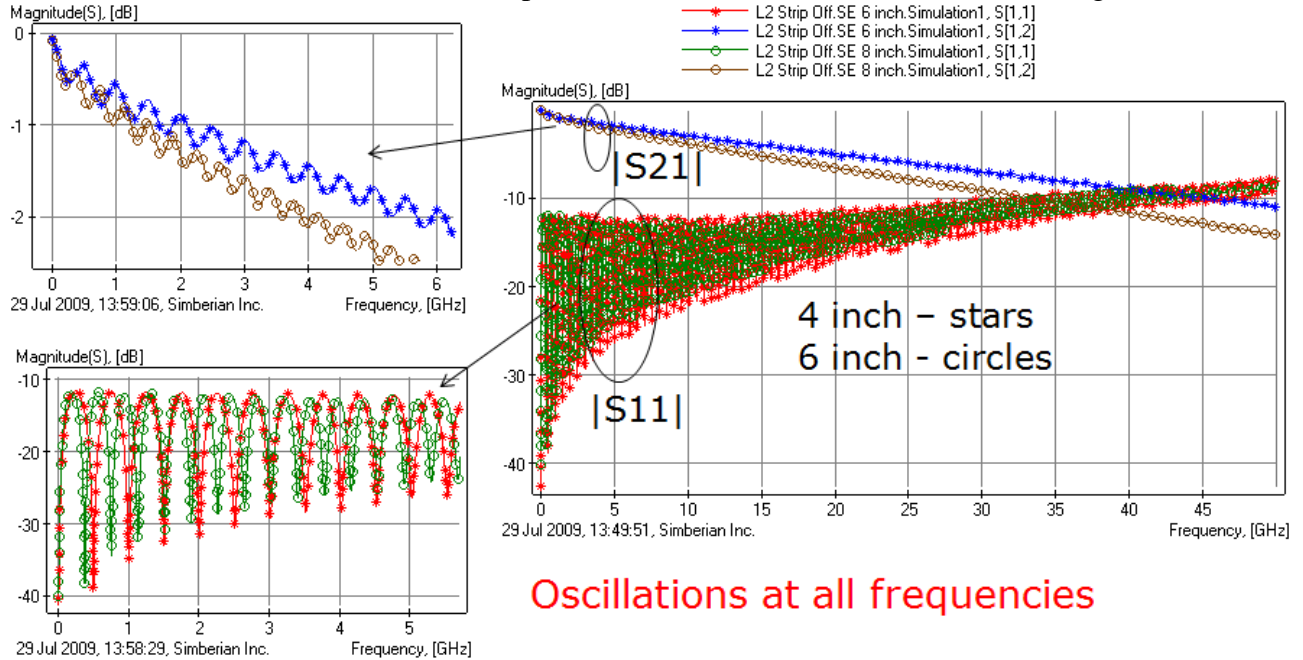 Magnitude(S), [dB]
0
-1
-2
0 1 2 3 4 5 6
29 Jul 2009, 13:59:06, Simberian Inc. Frequency, [GHz]
L2 Strip Off.SE 6 inch.Simulation1, S[1,1]
L2 Strip Off.SE 6 inch.Simulation1, S[1,2]
L2 Strip Off.SE 8 inch.Simulation1, S[1,1]
L2 Strip Off.SE 8 inch.Simulation1, S[1,2]
Magnitude(S), [dB]
|S21|
-10
-20
-30
-40
4 inch – stars
6 inch - circles
|S11|
0 5 10 15 20 25 30 35 40 45
29 Jul 2009, 13:49:51, Simberian Inc. Frequency, [GHz]
Magnitude(S), [dB]
-10
-20
-30
-40
0 1 2 3 4 5
29 Jul 2009, 13:58:29, Simberian Inc. Frequency, [GHz]
Oscillations at all frequencies